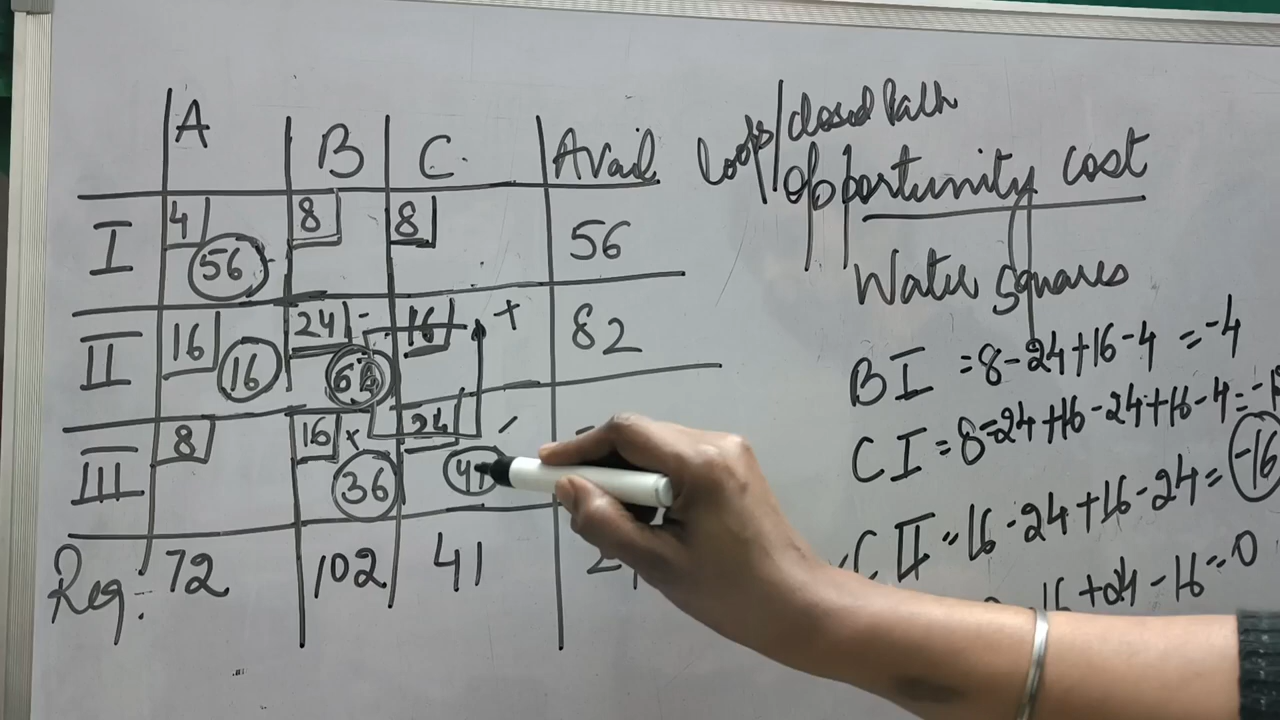 A B C Avail
I 4 56 8 8 56
II 16 16 24 - 66 16 + 82
III 8 16 x 36 24 - 41
Req: 72 102 41
loops/closed Path
opportunity cost
Water squares
BI = 8-24+16-4 = -4
CI = 8-24+16-24+16-4 =
CII = 16-24+16-24 = -16
16+24-16 = 0